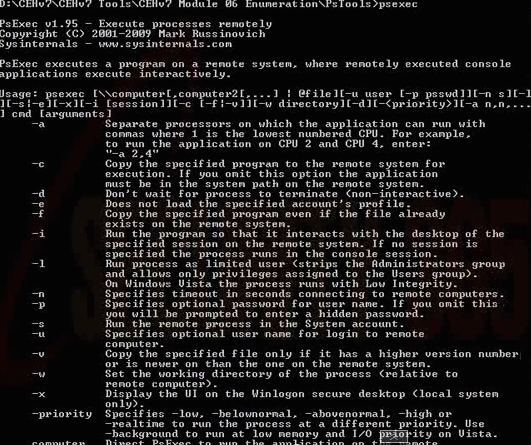 D:\CEHv7 Tools\CEHv7 Module 06 Enumeration\PsTools>psexec
PsExec v1.95 - Execute processes remotely
Copyright (C) 2001-2009 Mark Russinovich
Sysinternals - www.sysinternals.com
PsExec executes a program on a remote system, where remotely executed console
applications execute interactively.
Usage: psexec [\\computer[,computer2[,...] | @file][-u user [-p psswd]][-n s][-l
][-s|-e][-x][-i [session]][-c [-f|-v]][-w directory][-d][-<priority>][-a n,n,...
] cmd [arguments]
-a Separate processors on which the application can run with
commas where 1 is the lowest numbered CPU. For example,
to run the application on CPU 2 and CPU 4, enter:
"-a 2,4"
-c Copy the specified program to the remote system for
execution. If you omit this option the application
must be in the system path on the remote system.
-d Don't wait for process to terminate (non-interactive).
-e Does not load the specified account's profile.
-f Copy the specified program even if the file already
exists on the remote system.
-i Run the program so that it interacts with the desktop of the
specified session on the remote system. If no session is
specified the process runs in the console session.
-l Run process as limited user (strips the Administrators group
and allows only privileges assigned to the Users group).
On Windows Vista the process runs with Low Integrity.
-n Specifies timeout in seconds connecting to remote computers.
-p Specifies optional password for user name. If you omit this
you will be prompted to enter a hidden password.
-s Run the remote process in the System account.
-u Specifies optional user name for login to remote
computer.
-v Copy the specified file only if it has a higher version number
or is newer on than the one on the remote system.
-w Set the working directory of the process (relative to
remote computer).
-x Display the UI on the Winlogon secure desktop (local system
only).
-priority Specifies -low, -belownormal, -abovenormal, -high or
-realtime to run the process at a different priority. Use
-background to run at low memory and I/O priority on Vista.
computer Direct PsExec to run the application on the remote